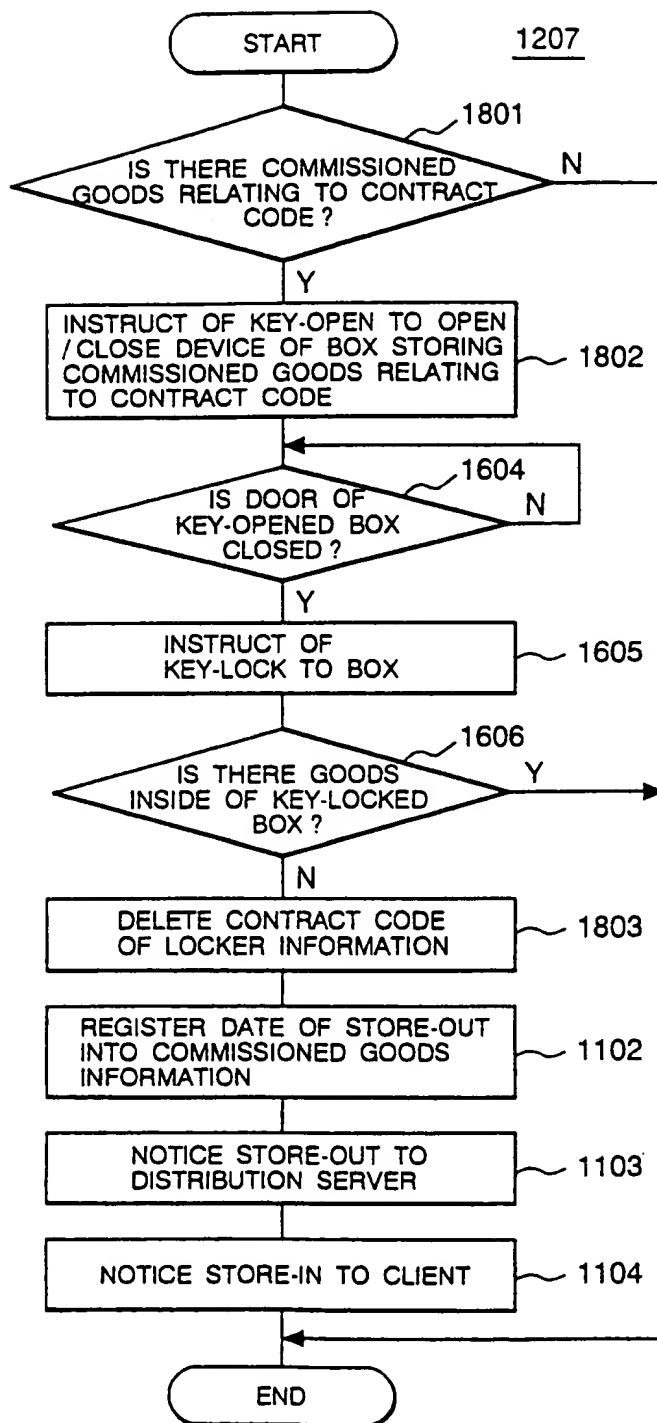 START
1207
1801
IS THERE COMMISSIONED
GOODS RELATING TO CONTRACT
CODE ?
N
Y
INSTRUCT OF KEY-OPEN TO OPEN
/ CLOSE DEVICE OF BOX STORING
COMMISSIONED GOODS RELATING
TO CONTRACT CODE
1802
1604
IS DOOR OF
KEY-OPENED BOX
CLOSED ?
N
Y
INSTRUCT OF
KEY-LOCK TO BOX
1605
1606
IS THERE GOODS
INSIDE OF KEY-LOCKED
BOX ?
Y
N
DELETE CONTRACT CODE
OF LOCKER INFORMATION
1803
REGISTER DATE OF STORE-OUT
INTO COMMISSIONED GOODS
INFORMATION
1102
NOTICE STORE-OUT TO
DISTRIBUTION SERVER
1103
NOTICE STORE-IN TO CLIENT
1104
END